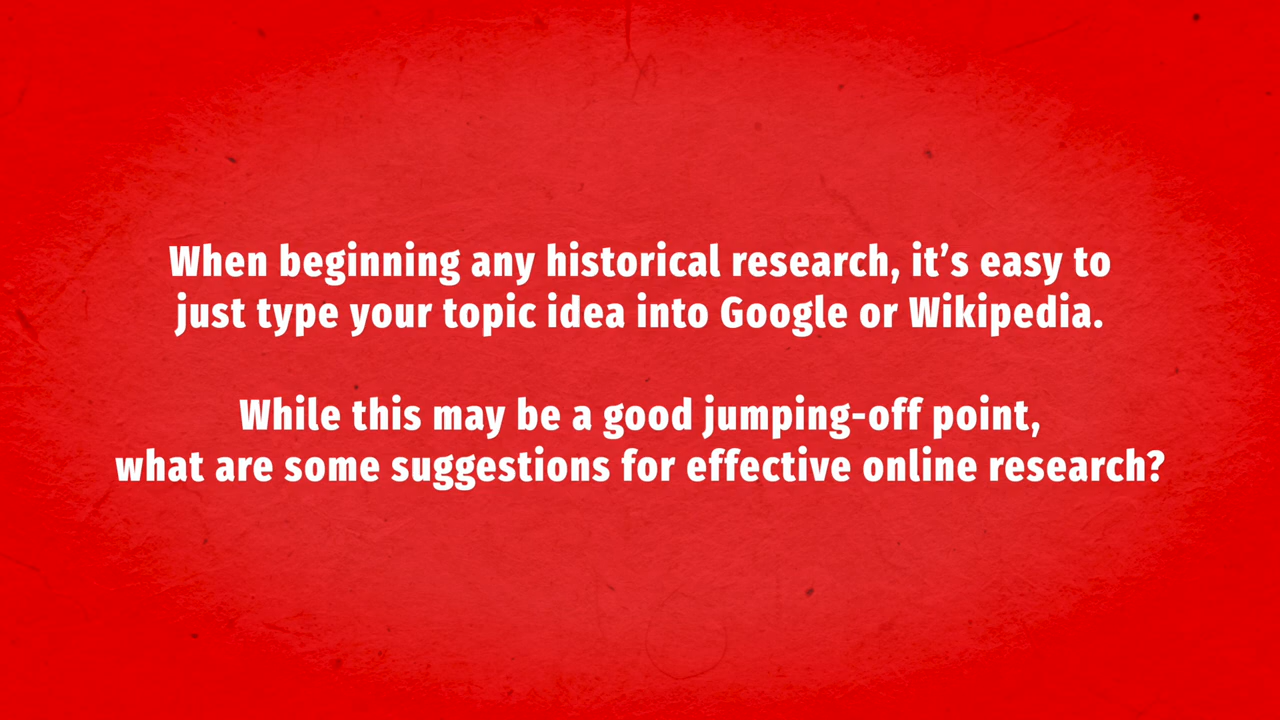 When beginning any historical research, it’s easy to
just type your topic idea into Google or Wikipedia.
While this may be a good jumping-off point,
what are some suggestions for effective online research?